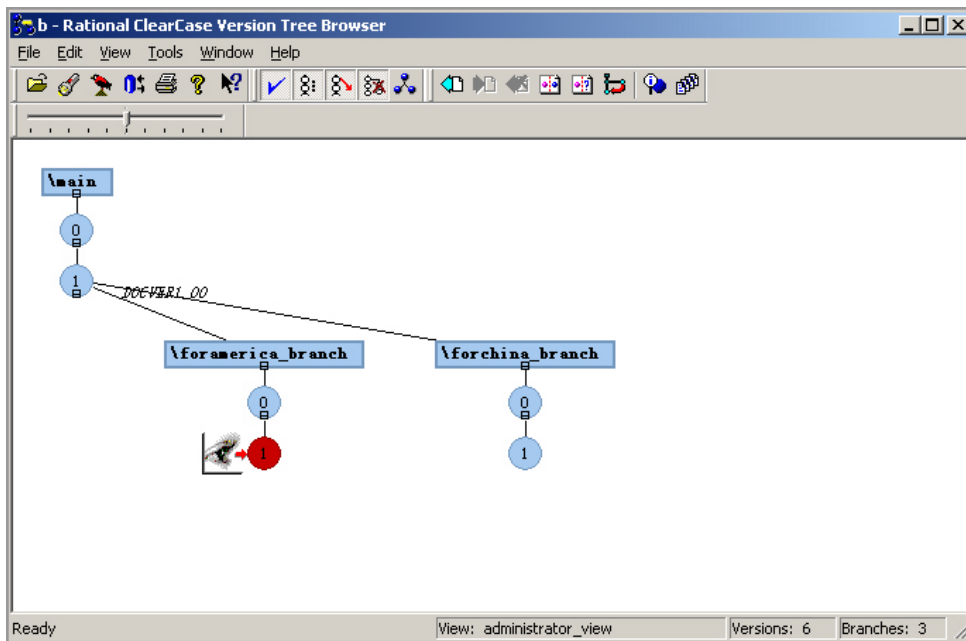 b - Rational ClearCase Version Tree Browser
File Edit View Tools Window Help
\main
0
1
DOCVER1_00
\foramerica_branch \forchina_branch
0 0
1 1
Ready View: administrator_view Versions: 6 Branches: 3